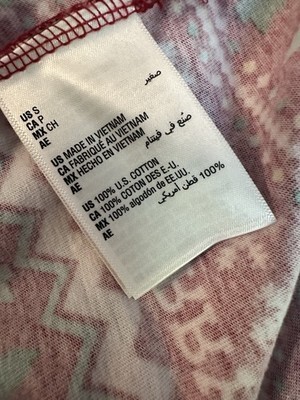 US S
CA P
MX CH
AE صغير
US MADE IN VIETNAM
CA FABRIQUÉ AU VIETNAM
MX HECHO EN VIETNAM
AE صُنع في فيتنام
US 100% U.S. COTTON
CA 100% COTON DES É.-U.
MX 100% algodón de EE.UU.
AE 100% قطن أمريكي